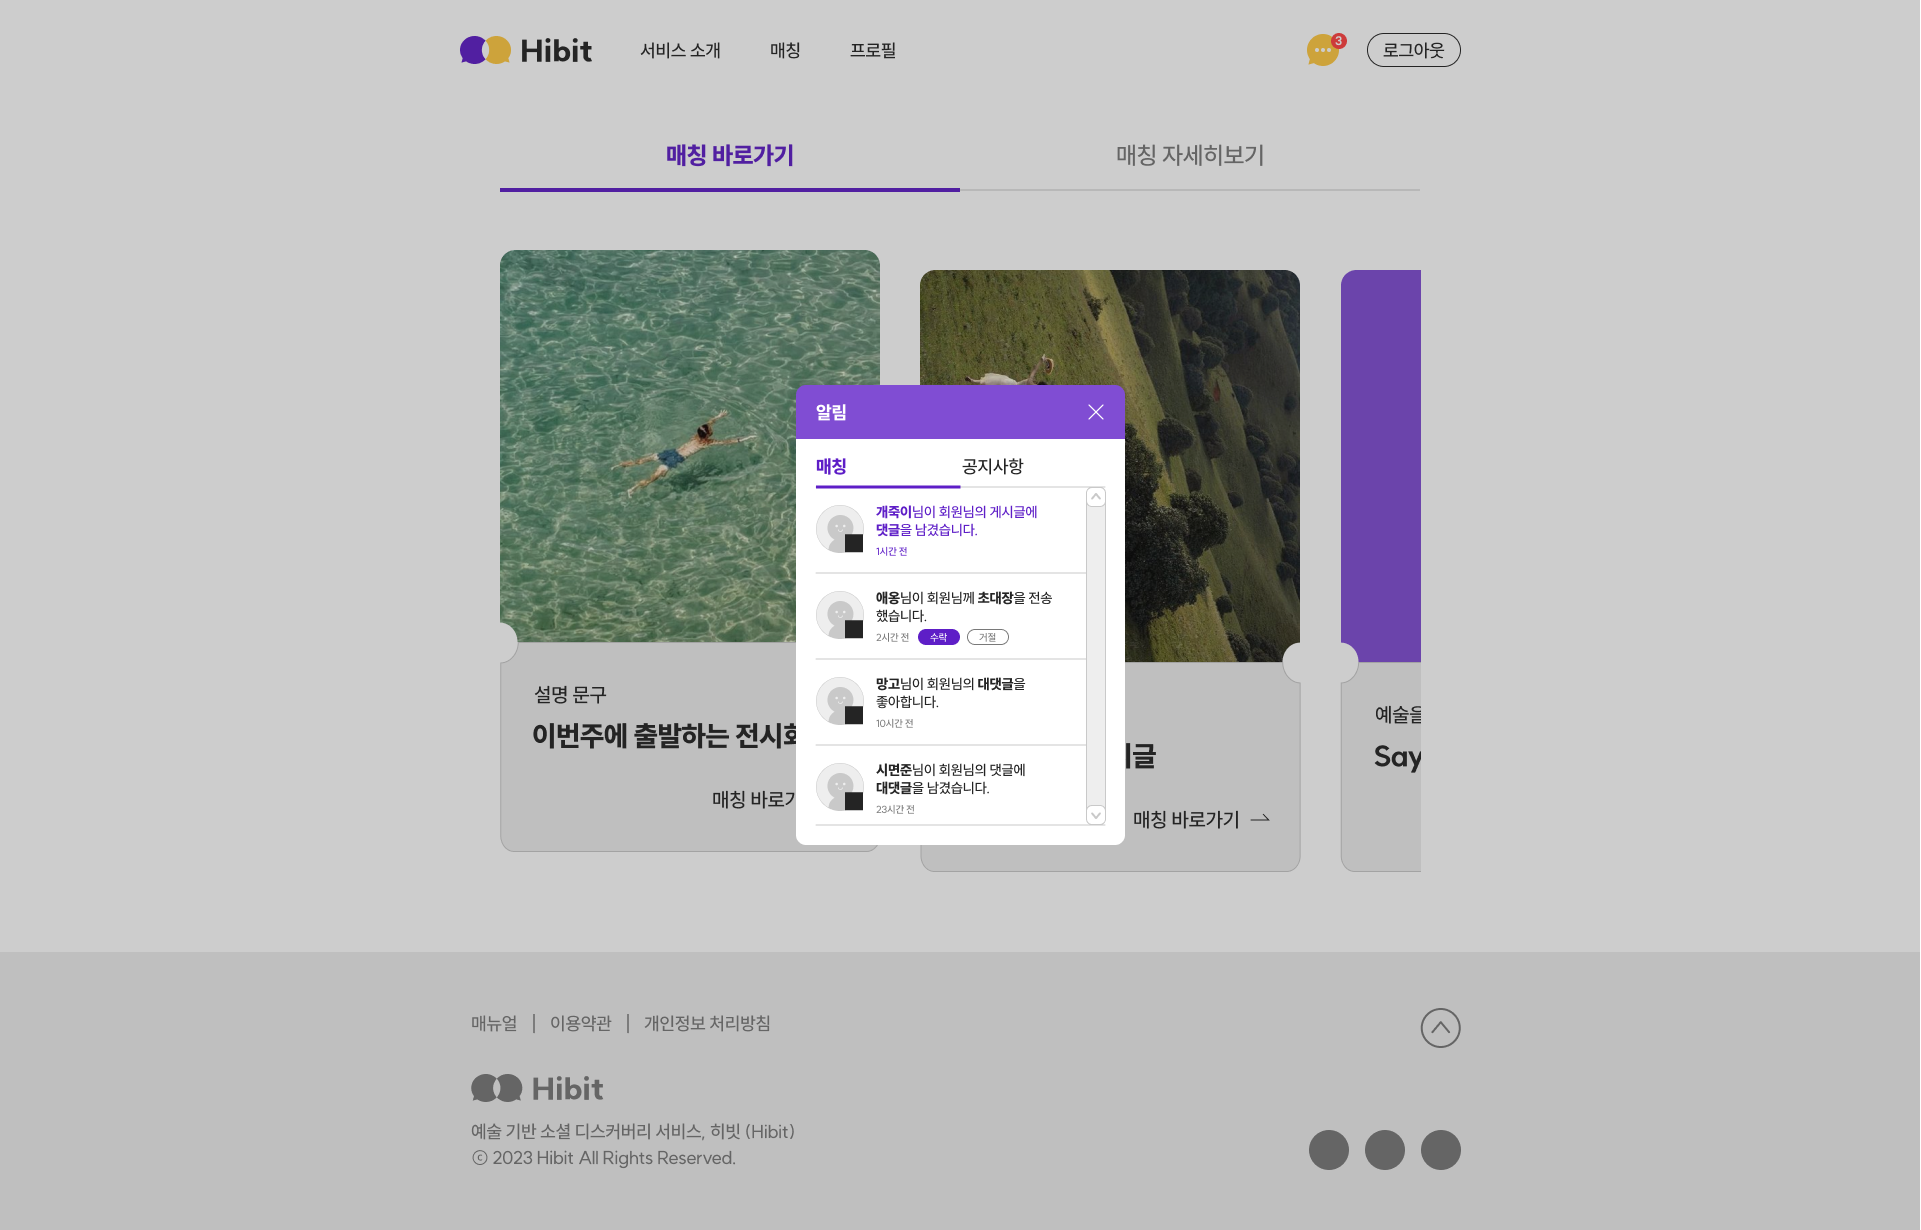 Hibit
서비스 소개
매칭
프로필
3
로그아웃
매칭 바로가기
매칭 자세히보기
알림
매칭
공지사항
개죽이님이 회원님의 게시글에
댓글을 남겼습니다.
1시간 전
애옹님이 회원님께 초대장을 전송
했습니다.
2시간 전
수락
거절
망고님이 회원님의 대댓글을
좋아합니다.
10시간 전
시면준님이 회원님의 댓글에
대댓글을 남겼습니다.
23시간 전
설명 문구
이번주에 출발하는 전시
매칭 바로가
글
매칭 바로가기
예술을
Say
매뉴얼 | 이용약관 | 개인정보 처리방침
Hibit
예술 기반 소셜 디스커버리 서비스, 히빗 (Hibit)
ⓒ 2023 Hibit All Rights Reserved.